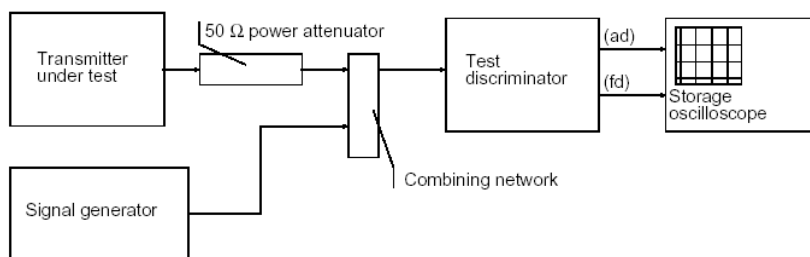 50 Ω power attenuator
Transmitter
under test
Test
discriminator
(ad)
(fd)
Storage
oscilloscope
Combining network
Signal generator